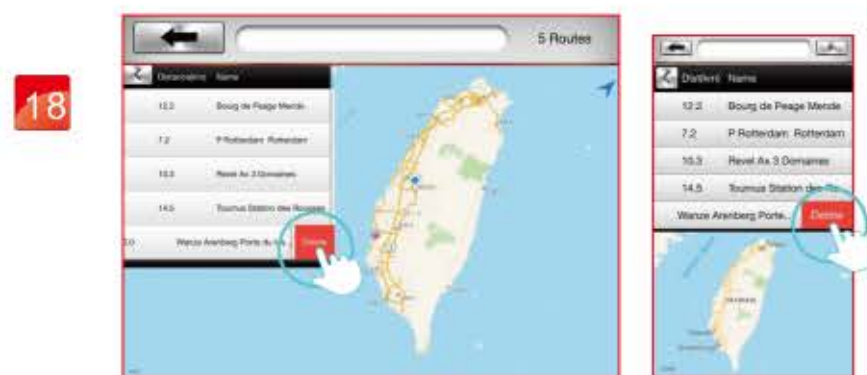 18
5 Routes
Name
12.2 Bourg de Peage Mende
7.2 P Rotterdam Rotterdam
10.3 Revel Ax 3 Domaines
14.5 Tournus Station des Rousses
Wanze Arenberg Porte du Delete
Name
12.2 Bourg de Peage Mende
7.2 P Rotterdam Rotterdam
10.3 Revel Ax 3 Domaines
14.5 Tournus Station des
Wanze Arenberg Porte... Delete